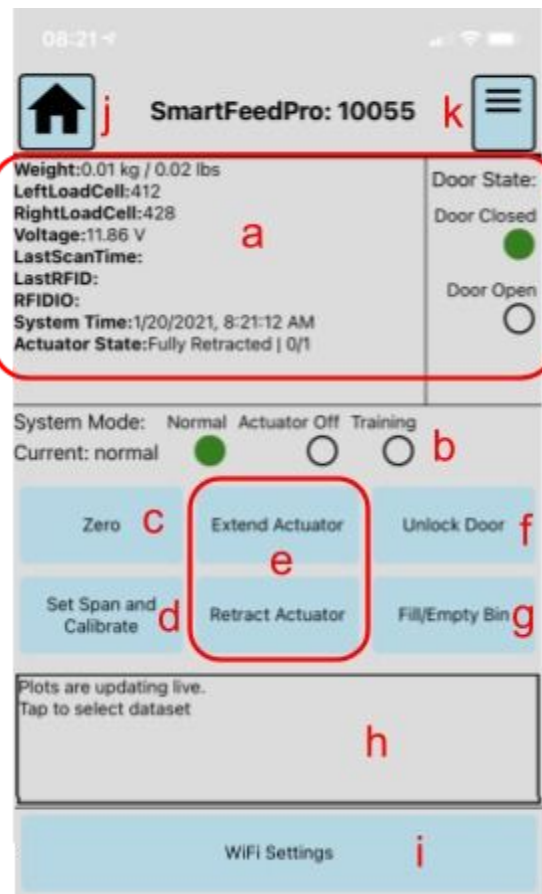 08:21
j SmartFeedPro: 10055 k
Weight:0.01 kg / 0.02 lbs
LeftLoadCell:412
RightLoadCell:428
Voltage:11.86 V
LastScanTime:
LastRFID:
RFIDIO:
System Time:1/20/2021, 8:21:12 AM
Actuator State:Fully Retracted | 0/1
a
Door State:
Door Closed
Door Open
System Mode: Normal Actuator Off Training
Current: normal b
Zero c
Extend Actuator
Unlock Door f
e
Set Span and
Calibrate d
Retract Actuator
Fill/Empty Bin g
Plots are updating live.
Tap to select dataset
h
WiFi Settings i